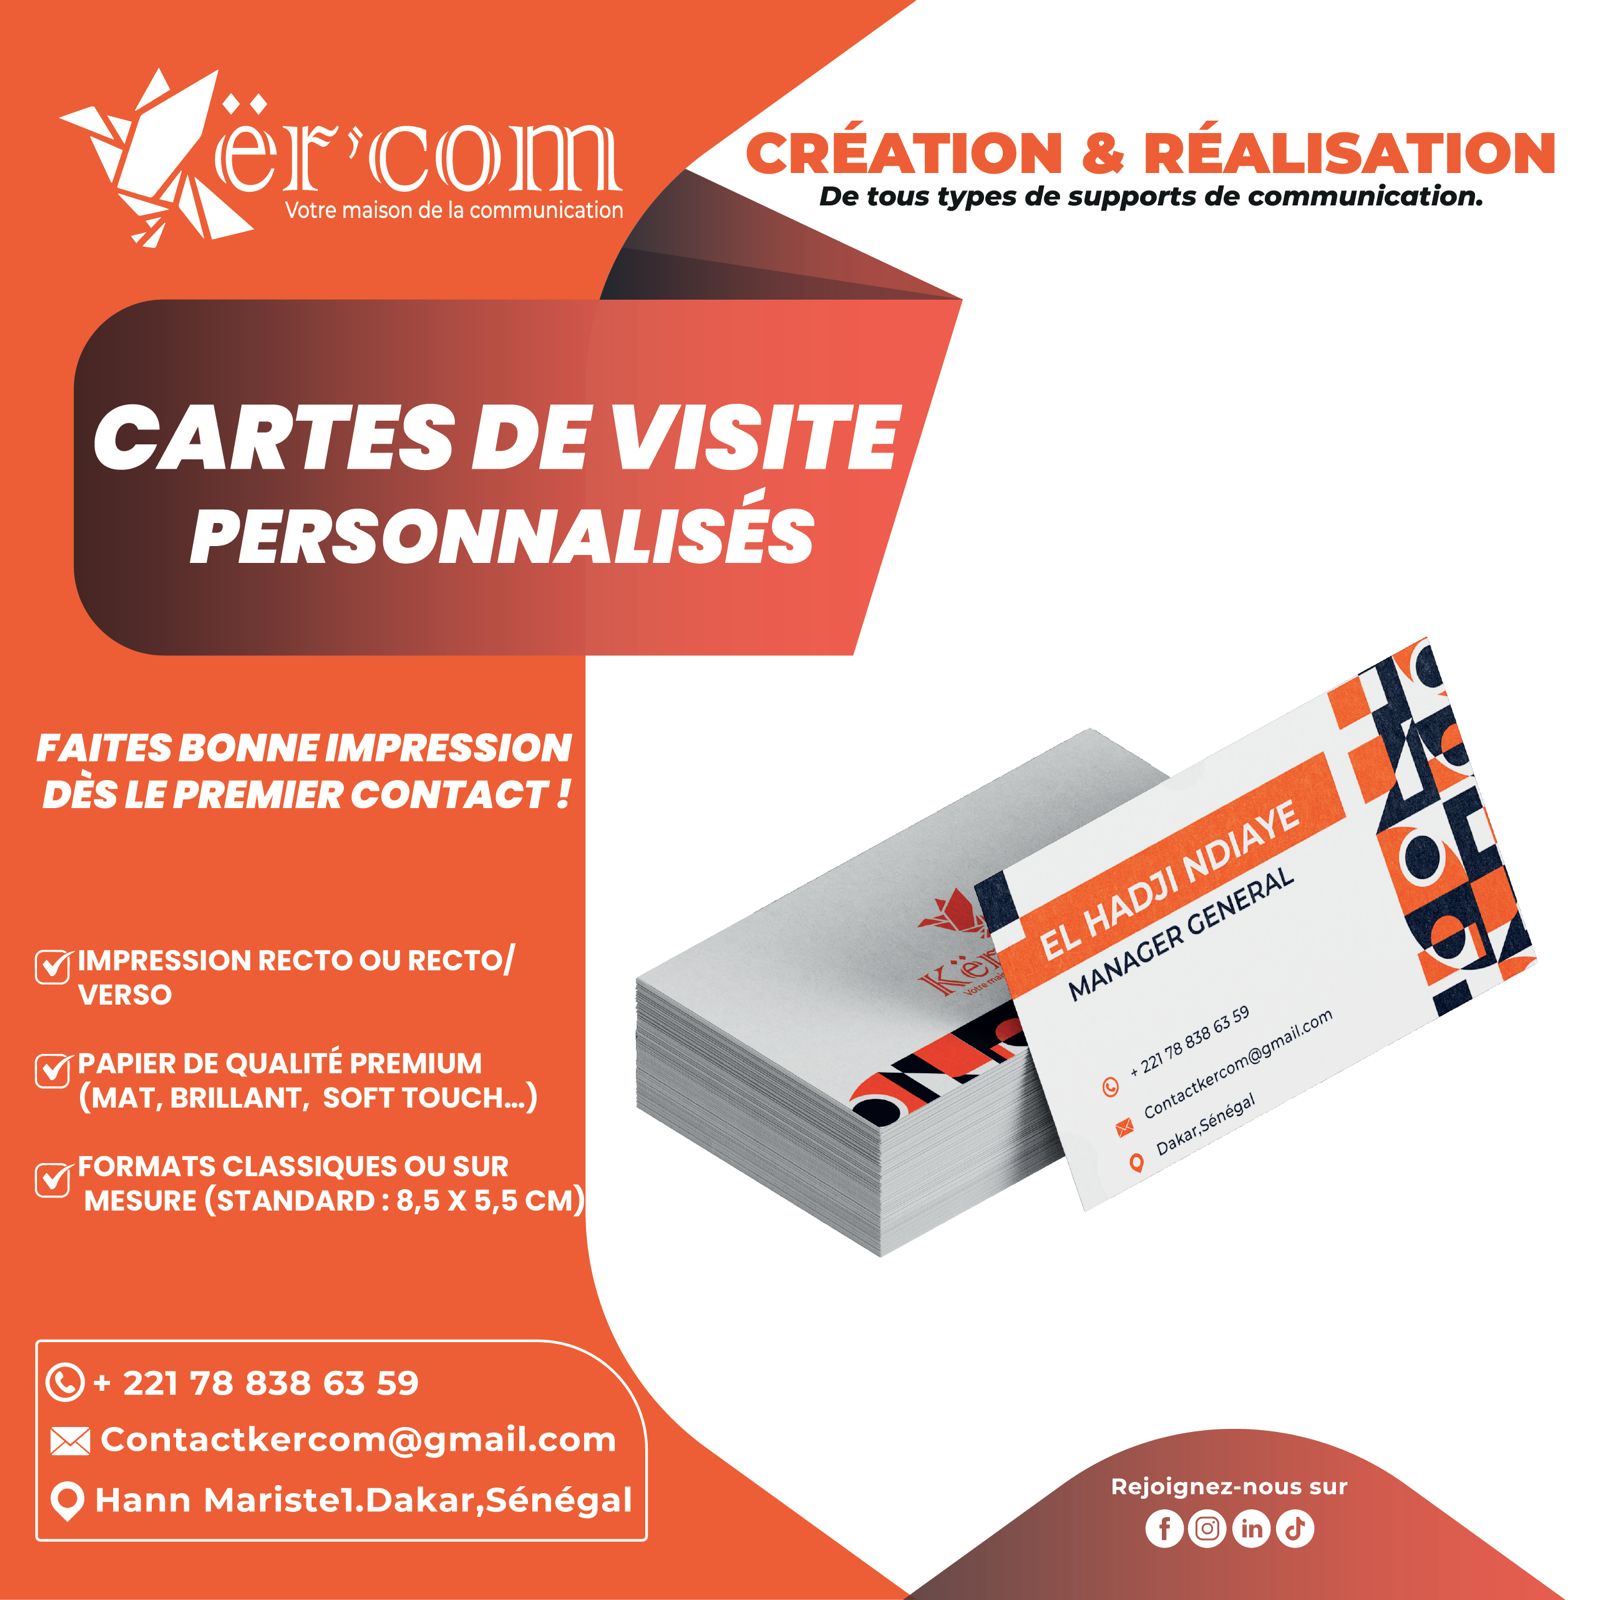 Kër'com
Votre maison de la communication
CRÉATION & RÉALISATION
De tous types de supports de communication.
CARTES DE VISITE
PERSONNALISÉS
FAITES BONNE IMPRESSION
DÈS LE PREMIER CONTACT !
IMPRESSION RECTO OU RECTO/
VERSO
PAPIER DE QUALITÉ PREMIUM
(MAT, BRILLANT, SOFT TOUCH...)
FORMATS CLASSIQUES OU SUR
MESURE (STANDARD : 8,5 X 5,5 CM)
EL HADJI NDIAYE
MANAGER GENERAL
+ 221 78 838 63 59
Contactkercom@gmail.com
Dakar,Sénégal
Votre
+ 221 78 838 63 59
Contactkercom@gmail.com
Hann Mariste1.Dakar,Sénégal
Rejoignez-nous sur